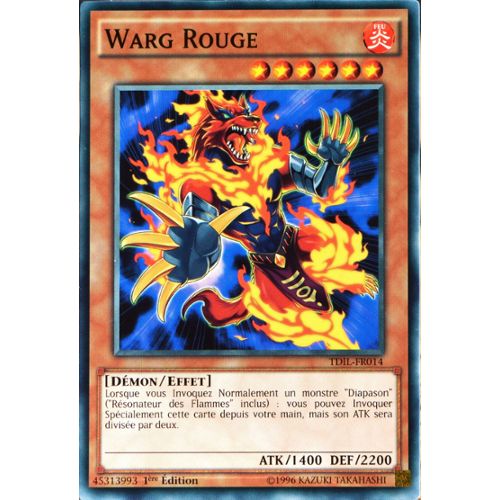 WARG ROUGE
FEU
炎
TDIL-FR014
[DÉMON/EFFET]
Lorsque vous Invoquez Normalement un monstre "Diapason"
("Résonateur des Flammes" inclus) : vous pouvez Invoquer
Spécialement cette carte depuis votre main, mais son ATK sera
divisée par deux.
ATK/1400 DEF/2200
45313993 1ère Édition ©1996 KAZUKI TAKAHASHI